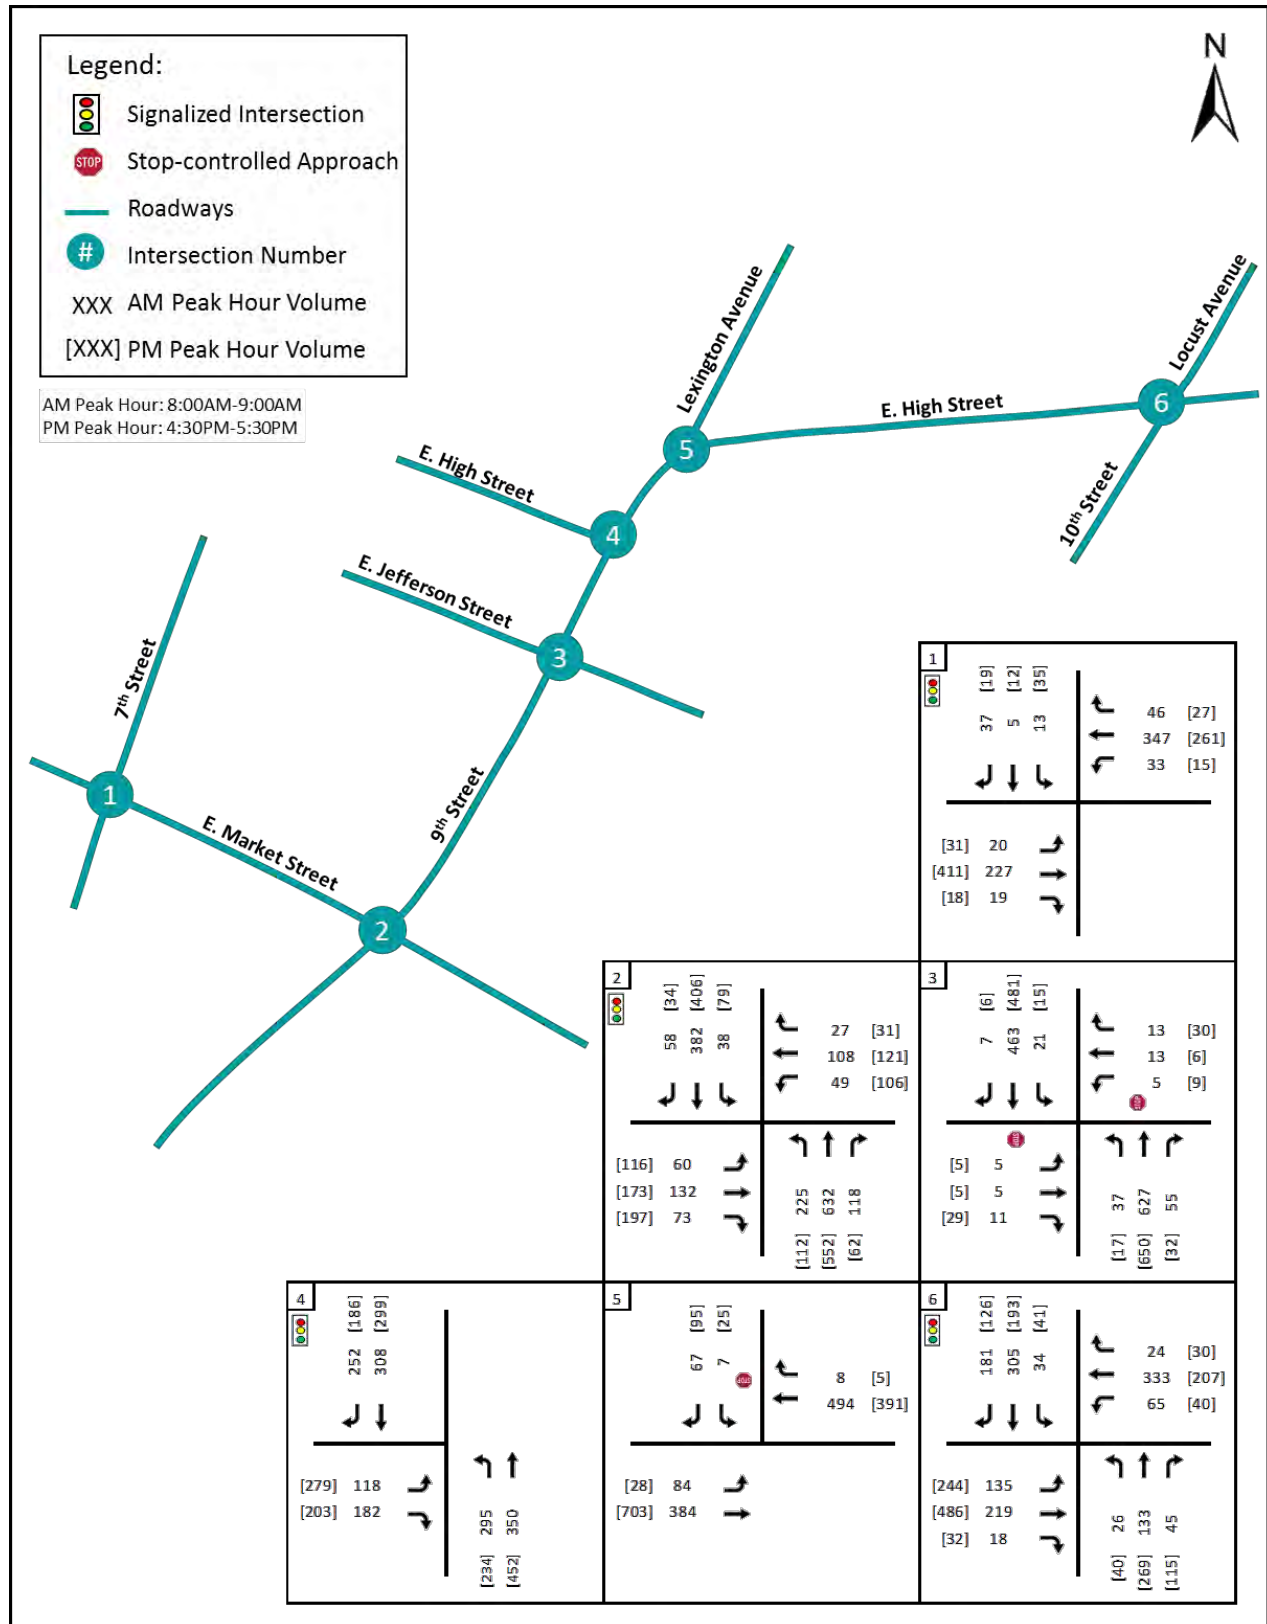 Legend:
Signalized Intersection
STOP Stop-controlled Approach
Roadways
# Intersection Number
XXX AM Peak Hour Volume
[XXX] PM Peak Hour Volume
AM Peak Hour: 8:00AM-9:00AM
PM Peak Hour: 4:30PM-5:30PM
N
Lexington Avenue
Locust Avenue
E. High Street
6
5
10th Street
E. High Street
4
E. Jefferson Street
3
7th Street
1
E. Market Street
9th Street
2
1
[19] [12] [35]
37 5 13
46 [27]
347 [261]
33 [15]
[31] 20
[411] 227
[18] 19
2
[34] [406] [79]
58 382 38
27 [31]
108 [121]
49 [106]
[116] 60
[173] 132
[197] 73
225 632 118
[112] [552] [62]
3
[6] [481] [15]
7 463 21
13 [30]
13 [6]
5 [9]
STOP
STOP
[5] 5
[5] 5
[29] 11
37 627 55
[17] [650] [32]
4
[186] [299]
252 308
[279] 118
[203] 182
295 350
[234] [452]
5
[95] [25]
67 7
STOP
8 [5]
494 [391]
[28] 84
[703] 384
6
[126] [193] [41]
181 305 34
24 [30]
333 [207]
65 [40]
[244] 135
[486] 219
[32] 18
26 133 45
[40] [269] [115]